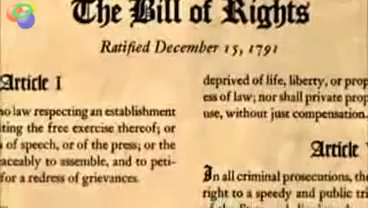 The Bill of Rights
Ratified December 15, 1791
Article I
no law respecting an establishment
ting the free exercise thereof; or
of speech, or of the press; or the
aceably to assemble, and to peti-
for a redress of grievances.
deprived of life, liberty, or prop
ess of law; nor shall private prop
use, without just compensation.
Article
In all criminal prosecutions, the
right to a speedy and public tri